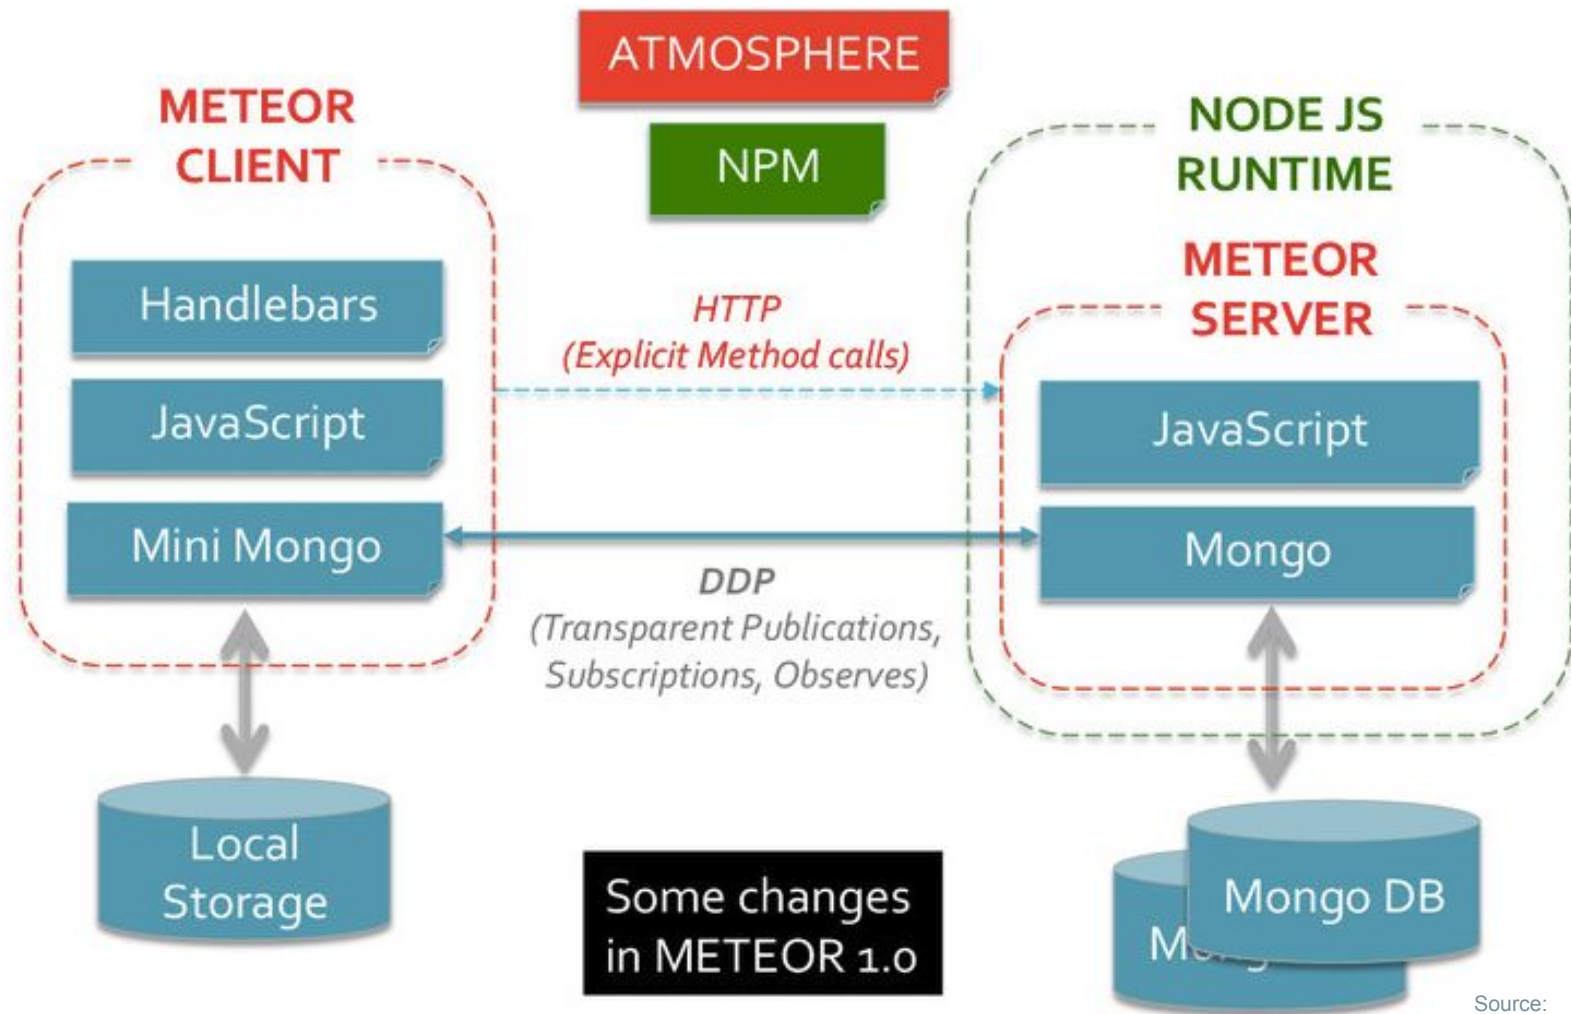 ATMOSPHERE
NPM
METEOR
CLIENT
Handlebars
JavaScript
Mini Mongo
Local
Storage
HTTP
(Explicit Method calls)
DDP
(Transparent Publications,
Subscriptions, Observes)
Some changes
in METEOR 1.0
NODE JS
RUNTIME
METEOR
SERVER
JavaScript
Mongo
Mongo DB
Source: